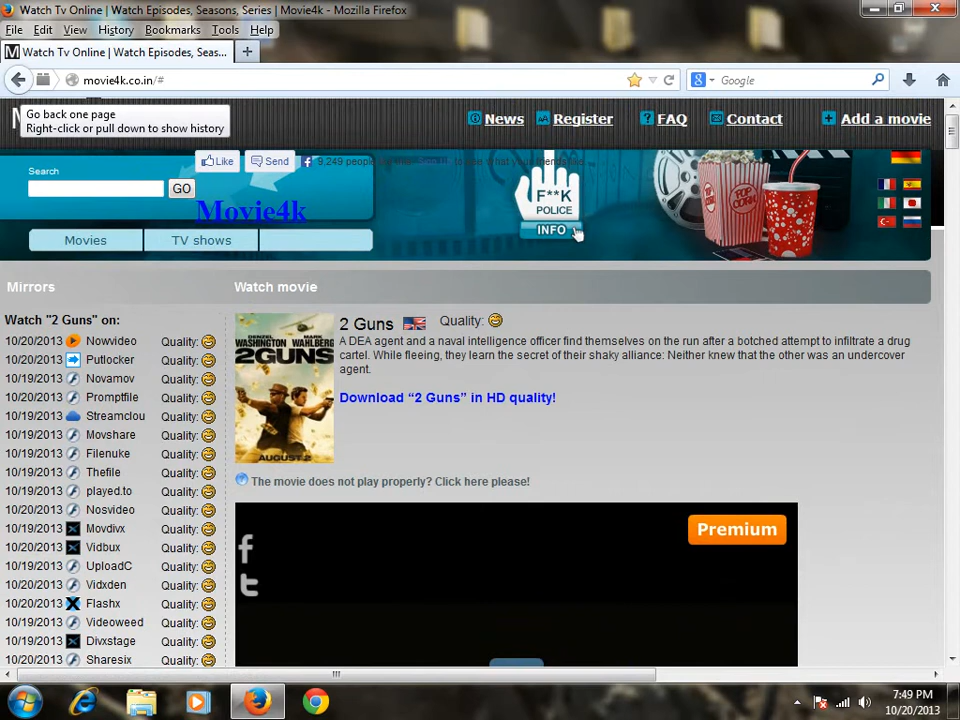 Watch Tv Online | Watch Episodes, Seasons, Series | Movie4k - Mozilla Firefox
File Edit View History Bookmarks Tools Help
M Watch Tv Online | Watch Episodes, Seas... +
movie4k.co.in/# Google
Go back one page
Right-click or pull down to show history
News Register FAQ Contact Add a movie
Like Send 9,249 people
Search
GO
Movie4k
F**K
POLICE
INFO
POP CORN
Movies TV shows
Mirrors Watch movie
Watch "2 Guns" on:
2 Guns Quality:
A DEA agent and a naval intelligence officer find themselves on the run after a botched attempt to infiltrate a drug
cartel. While fleeing, they learn the secret of their shaky alliance: Neither knew that the other was an undercover
agent.
Download “2 Guns” in HD quality!
DENZEL WASHINGTON MARK WAHLBERG
2GUNS
AUGUST 2
The movie does not play properly? Click here please!
Premium
f
t
10/20/2013 Nowvideo Quality:
10/20/2013 Putlocker Quality:
10/19/2013 Novamov Quality:
10/20/2013 Promptfile Quality:
10/19/2013 Streamclou Quality:
10/19/2013 Movshare Quality:
10/19/2013 Filenuke Quality:
10/19/2013 Thefile Quality:
10/19/2013 played.to Quality:
10/20/2013 Nosvideo Quality:
10/19/2013 Movdivx Quality:
10/20/2013 Vidbux Quality:
10/19/2013 UploadC Quality:
10/20/2013 Vidxden Quality:
10/20/2013 Flashx Quality:
10/19/2013 Videoweed Quality:
10/19/2013 Divxstage Quality:
10/20/2013 Sharesix Quality:
7:49 PM
10/20/2013